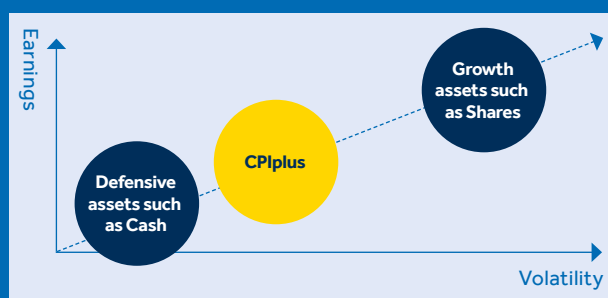 Earnings
Growth
assets such
as Shares
CPIplus
Defensive
assets such
as Cash
Volatility